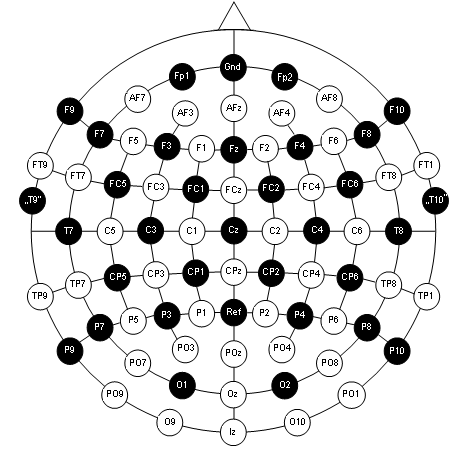 Gnd
Fp1 Fp2
AF7 AF8
F9 AF3 AFz AF4 F10
F7 F5 F3 F1 Fz F2 F4 F6 F8
FT9 FT7 FC5 FC3 FC1 FCz FC2 FC4 FC6 FT8 FT1
„T9“ „T10“
T7 C5 C3 C1 Cz C2 C4 C6 T8
TP9 TP7 CP5 CP3 CP1 CPz CP2 CP4 CP6 TP8 TP1
P7 P5 P3 P1 Ref P2 P4 P6 P8
P9 PO3 POz PO4 P10
PO7 PO8
O1 O2
PO9 Oz PO1
O9 Iz O10